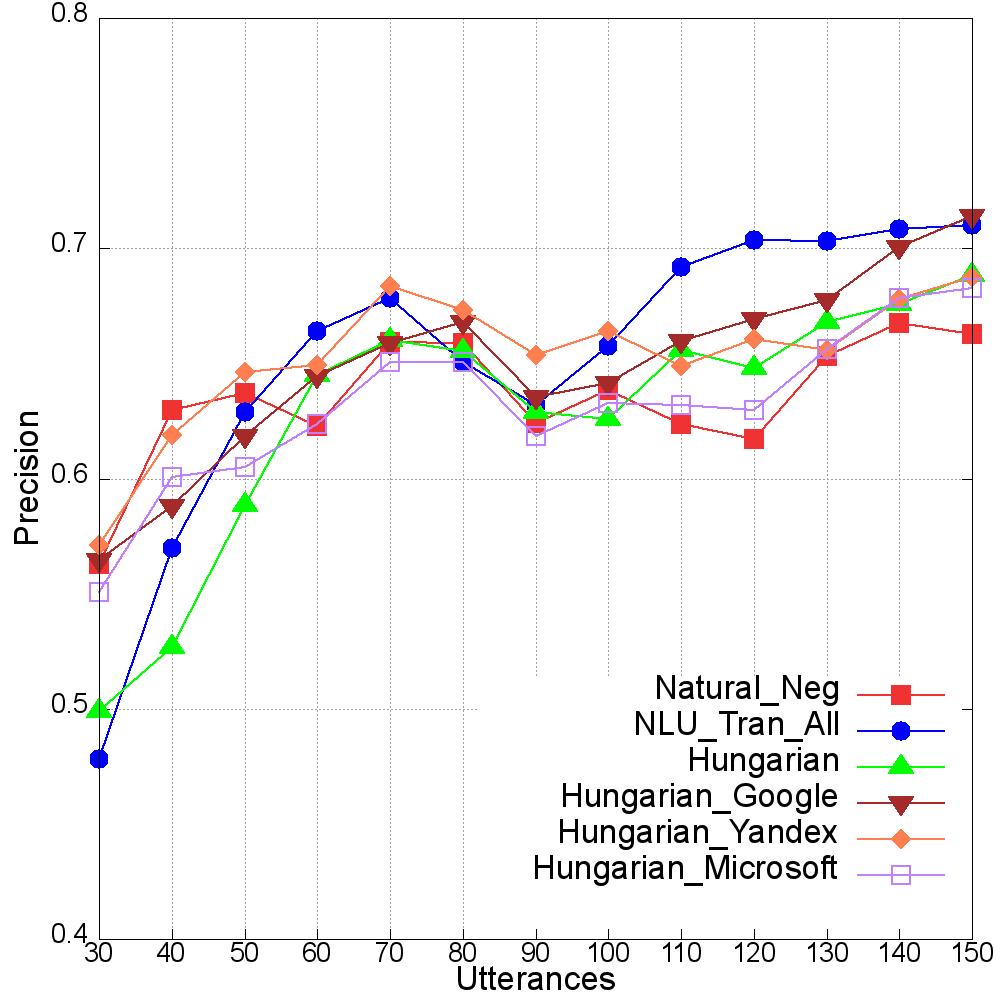 0.8
0.7
0.6
0.5
0.4
Precision
30 40 50 60 70 80 90 100 110 120 130 140 150
Utterances
Natural_Neg
NLU_Tran_All
Hungarian
Hungarian_Google
Hungarian_Yandex
Hungarian_Microsoft